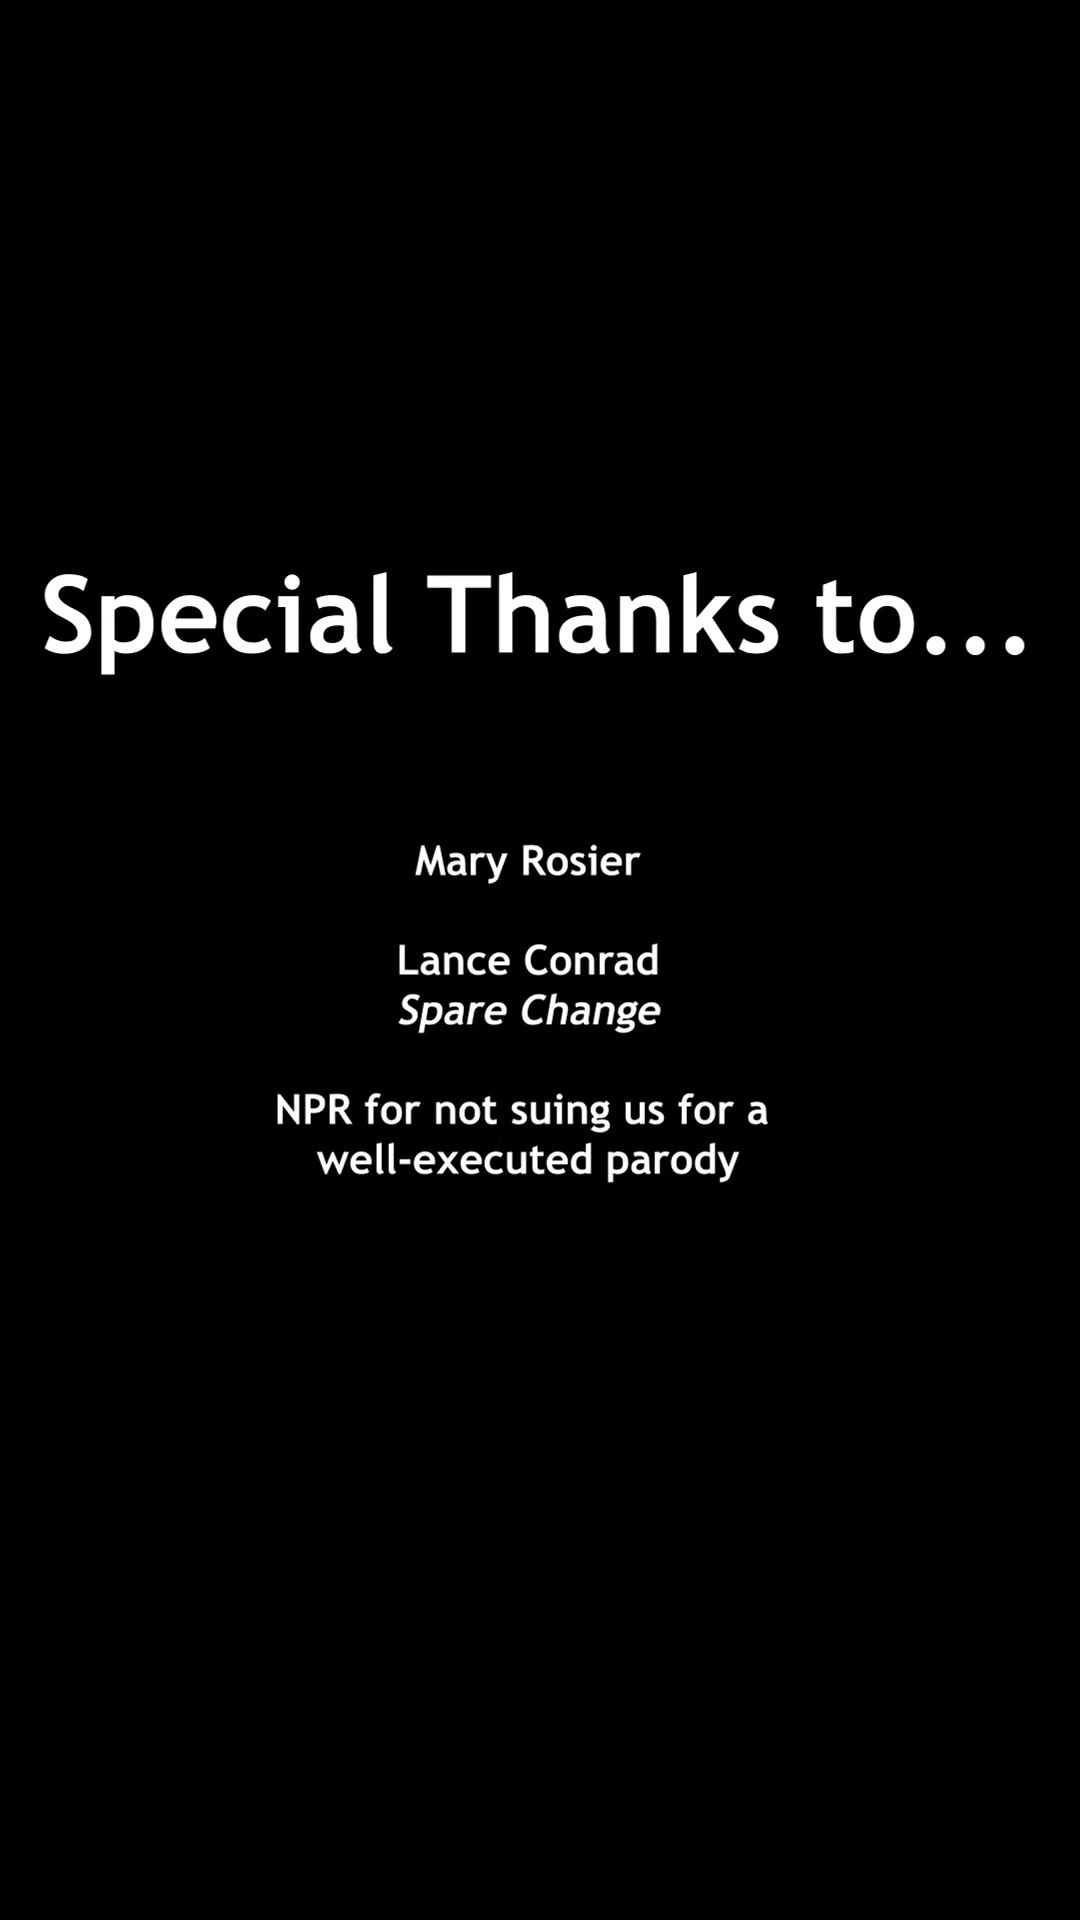 Special Thanks to...
Mary Rosier
Lance Conrad
Spare Change
NPR for not suing us for a
well-executed parody